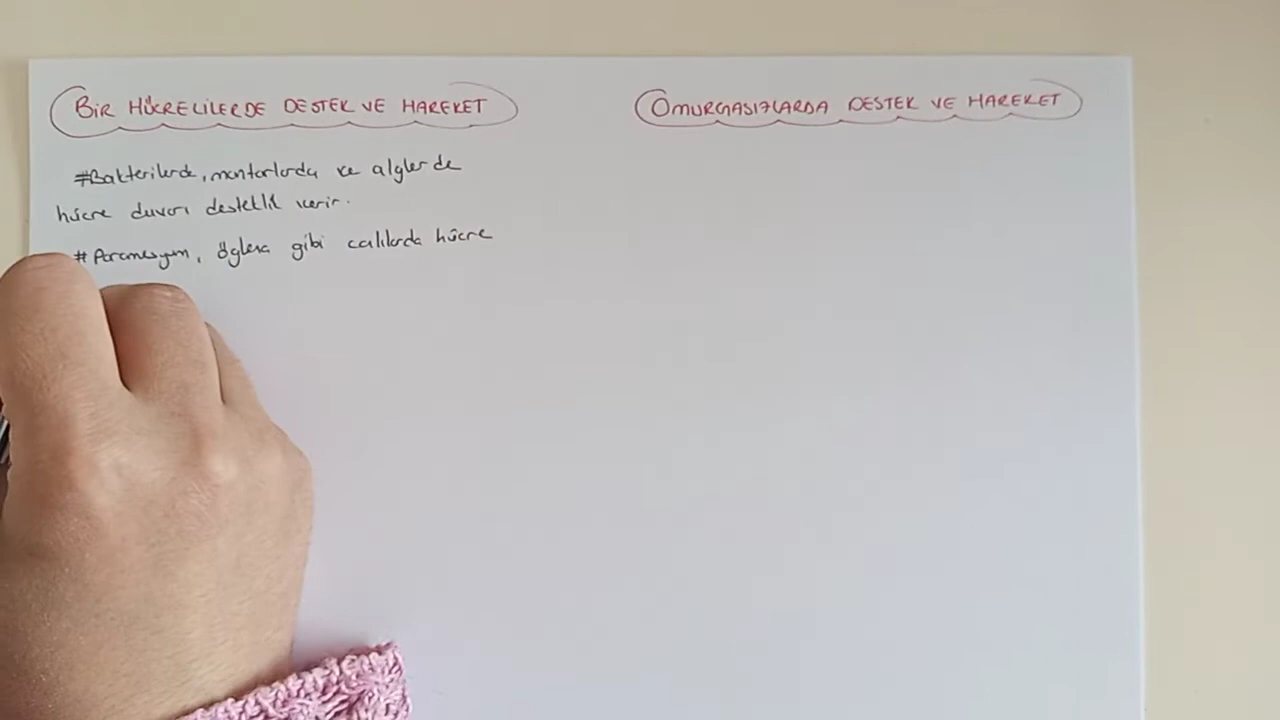 BİR HÜCRELİLERDE DESTEK VE HAREKET
#Bakterilerde, mantarlarda ve alglerde
hücre duvarı desteklik verir.
#Paramesyum, öglena gibi canlılarda hücre
OMURGASIZLARDA DESTEK VE HAREKET